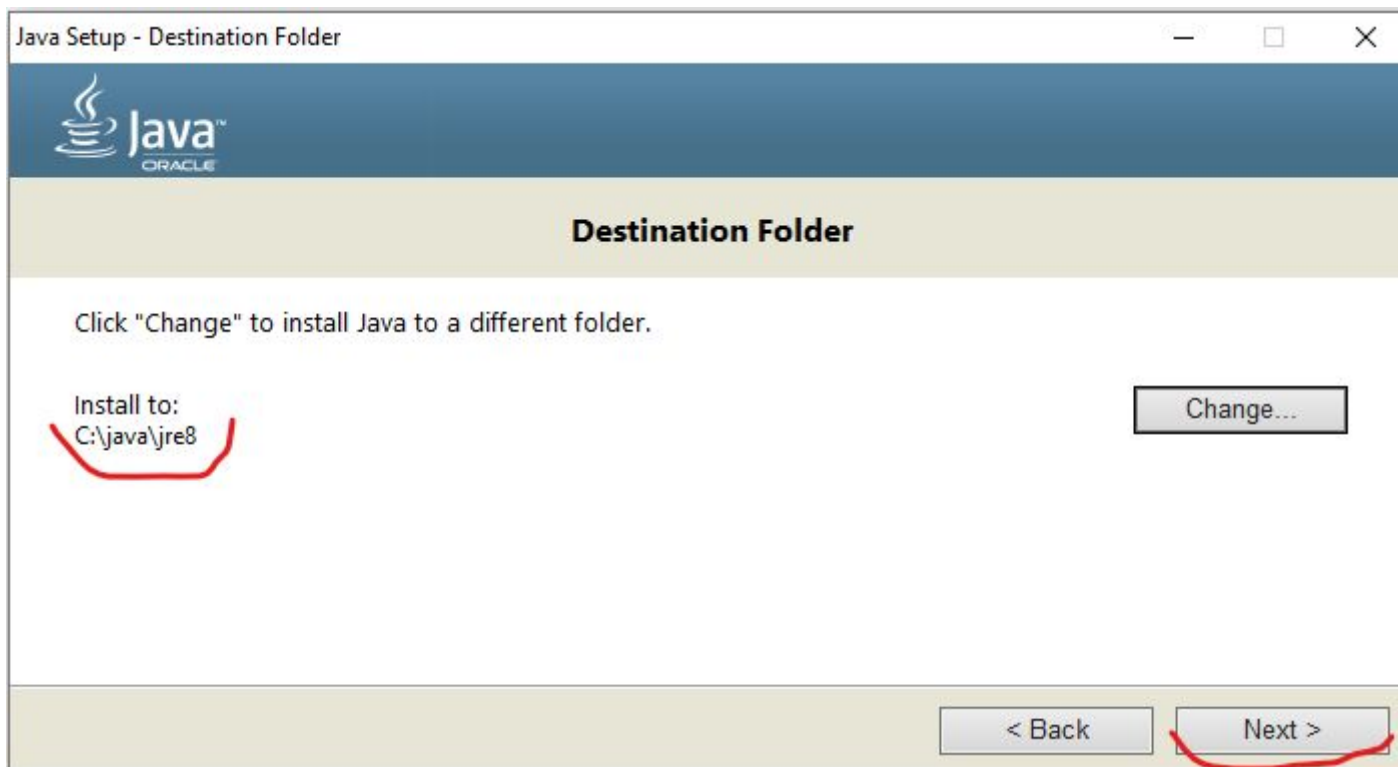 Java Setup - Destination Folder
Java™
ORACLE
Destination Folder
Click "Change" to install Java to a different folder.
Install to:
C:\java\jre8
Change...
< Back
Next >